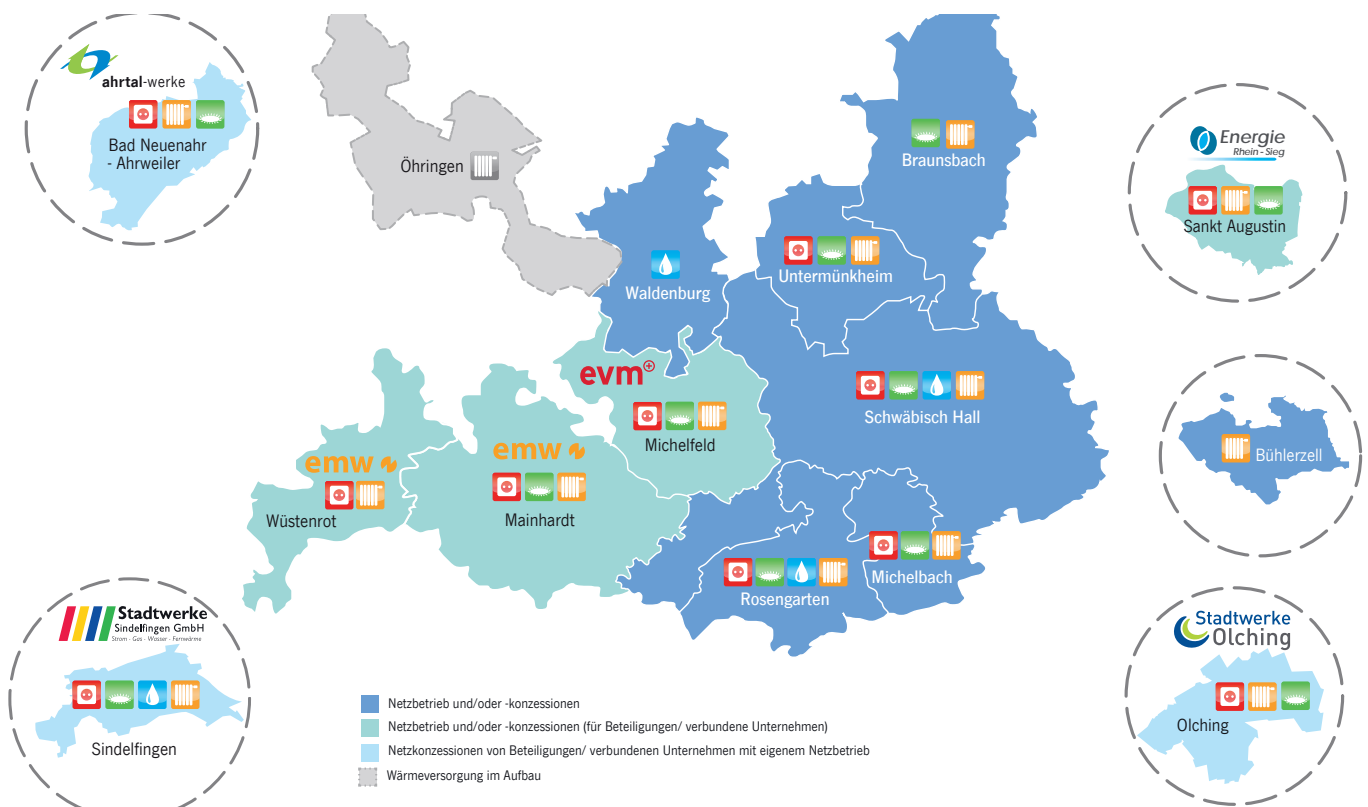 ahrtal-werke
Bad Neuenahr
- Ahrweiler
Öhringen
Braunsbach
Energie
Rhein - Sieg
Sankt Augustin
Untermünkheim
Waldenburg
evm
Schwäbisch Hall
Michelfeld
Bühlerzell
emw
Wüstenrot
emw
Mainhardt
Michelbach
Rosengarten
Stadtwerke
Sindelfingen GmbH
Strom - Gas - Wasser - Fernwärme
Sindelfingen
Stadtwerke
Olching
Olching
Netzbetrieb und/oder -konzessionen
Netzbetrieb und/oder -konzessionen (für Beteiligungen/ verbundene Unternehmen)
Netzkonzessionen von Beteiligungen/ verbundenen Unternehmen mit eigenem Netzbetrieb
Wärmeversorgung im Aufbau